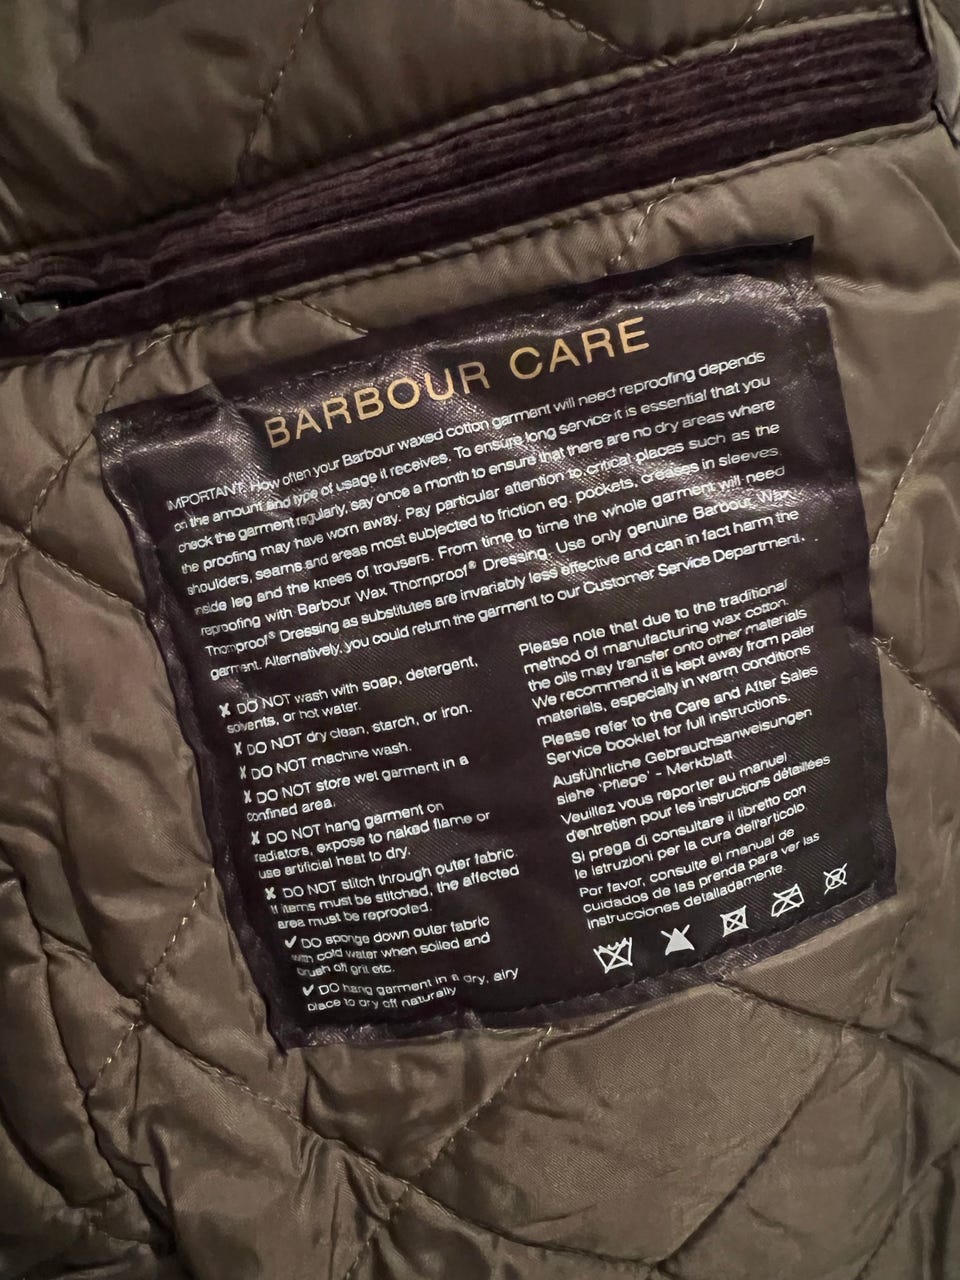 BARBOUR CARE
IMPORTANT. How often your Barbour waxed cotton garment will need reproofing depends
on the amount and type of usage it receives. To ensure long service it is essential that you
check the garment regularly, say once a month to ensure that there are no dry areas where
the proofing may have worn away. Pay particular attention to critical places such as the
shoulders, seams and areas most subjected to friction eg. pockets, creases in sleeves,
inside leg and the knees of trousers. From time to time the whole garment will need
reproofing with Barbour Wax Thornproof® Dressing. Use only genuine Barbour Wax
Thornproof® Dressing as substitutes are invariably less effective and can in fact harm the
garment. Alternatively, you could return the garment to our Customer Service Department.
✗ DO NOT wash with soap, detergent,
solvents, or hot water.
✗ DO NOT dry clean, starch, or iron.
✗ DO NOT machine wash.
✗ DO NOT store wet garment in a
confined area.
✗ DO NOT hang garment on
radiators, expose to naked flame or
use artificial heat to dry.
✗ DO NOT stitch through outer fabric
If items must be stitched, the affected
area must be reproofed.
✓ DO sponge down outer fabric
with cold water when soiled and
brush off grit etc.
✓ DO hang garment in a dry, airy
place to dry off naturally
Please note that due to the traditional
method of manufacturing wax cotton.
the oils may transfer onto other materials
We recommend it is kept away from paler
materials, especially in warm conditions
Please refer to the Care and After Sales
Service booklet for full instructions.
Ausführliche Gebrauchsanweisungen
siehe 'Pflege' - Merkblatt
Veuillez vous reporter au manuel
d'entretien pour les instructions détaillées
Si prega di consultare il libretto con
le istruzioni per la cura dell'articolo
Por favor, consulte el manual de
cuidados de las prenda para ver las
instrucciones detalladamente.